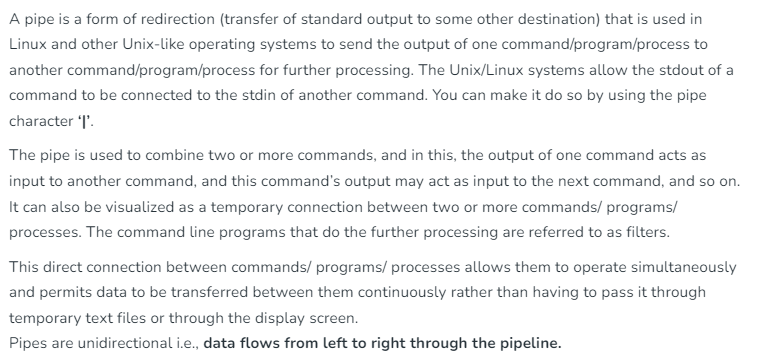 A pipe is a form of redirection (transfer of standard output to some other destination) that is used in
Linux and other Unix-like operating systems to send the output of one command/program/process to
another command/program/process for further processing. The Unix/Linux systems allow the stdout of a
command to be connected to the stdin of another command. You can make it do so by using the pipe
character ‘|’.
The pipe is used to combine two or more commands, and in this, the output of one command acts as
input to another command, and this command’s output may act as input to the next command, and so on.
It can also be visualized as a temporary connection between two or more commands/ programs/
processes. The command line programs that do the further processing are referred to as filters.
This direct connection between commands/ programs/ processes allows them to operate simultaneously
and permits data to be transferred between them continuously rather than having to pass it through
temporary text files or through the display screen.
Pipes are unidirectional i.e., data flows from left to right through the pipeline.